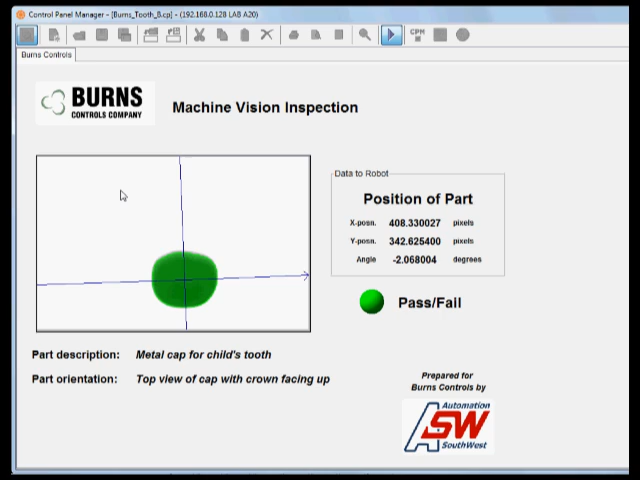 Control Panel Manager - [Burns_Tooth_B.cp] - (192.168.0.128 LAB A20)
CPM
Burns Controls
BURNS
CONTROLS COMPANY
Machine Vision Inspection
Data to Robot
Position of Part
X-posn. 408.330027 pixels
Y-posn. 342.625400 pixels
Angle -2.068004 degrees
Pass/Fail
Part description: Metal cap for child's tooth
Part orientation: Top view of cap with crown facing up
Prepared for
Burns Controls by
Automation
ASW
SouthWest